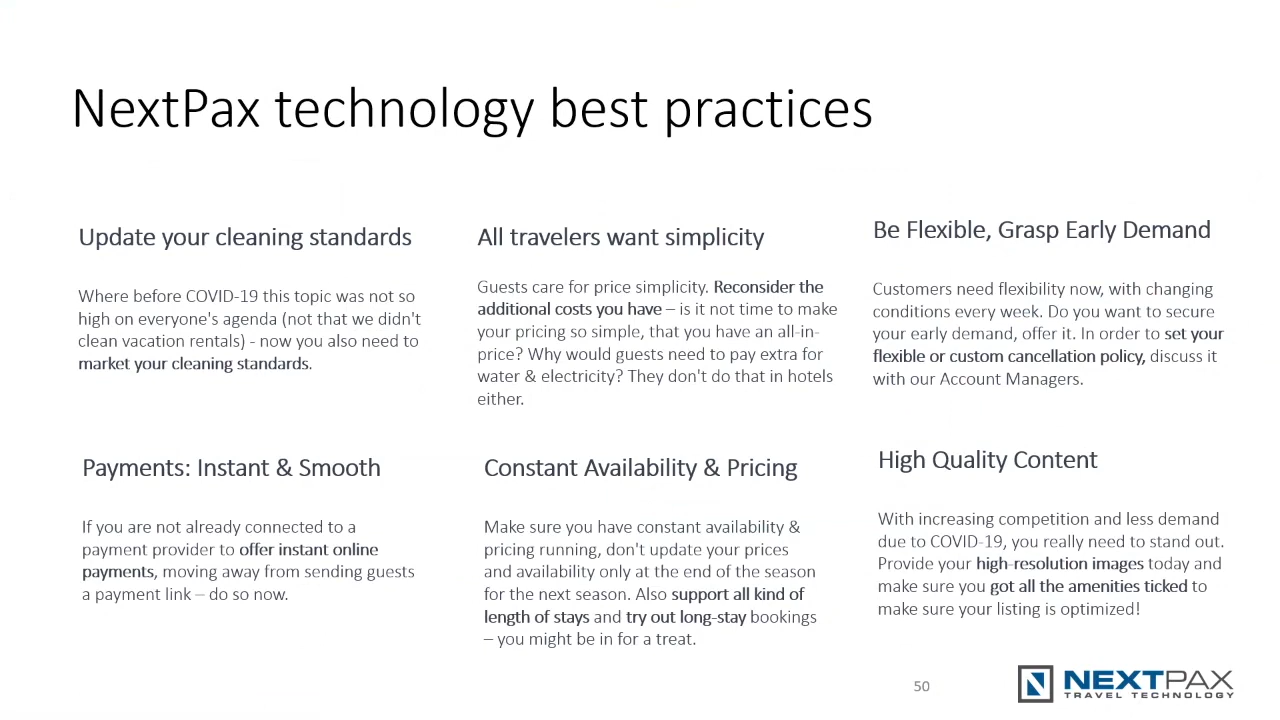 NextPax technology best practices
Update your cleaning standards
Where before COVID-19 this topic was not so
high on everyone's agenda (not that we didn't
clean vacation rentals) - now you also need to
market your cleaning standards.
All travelers want simplicity
Guests care for price simplicity. Reconsider the
additional costs you have – is it not time to make
your pricing so simple, that you have an all-in-
price? Why would guests need to pay extra for
water & electricity? They don't do that in hotels
either.
Be Flexible, Grasp Early Demand
Customers need flexibility now, with changing
conditions every week. Do you want to secure
your early demand, offer it. In order to set your
flexible or custom cancellation policy, discuss it
with our Account Managers.
Payments: Instant & Smooth
If you are not already connected to a
payment provider to offer instant online
payments, moving away from sending guests
a payment link – do so now.
Constant Availability & Pricing
Make sure you have constant availability &
pricing running, don't update your prices
and availability only at the end of the season
for the next season. Also support all kind of
length of stays and try out long-stay bookings
– you might be in for a treat.
High Quality Content
With increasing competition and less demand
due to COVID-19, you really need to stand out.
Provide your high-resolution images today and
make sure you got all the amenities ticked to
make sure your listing is optimized!
50
NEXTPAX
TRAVEL TECHNOLOGY